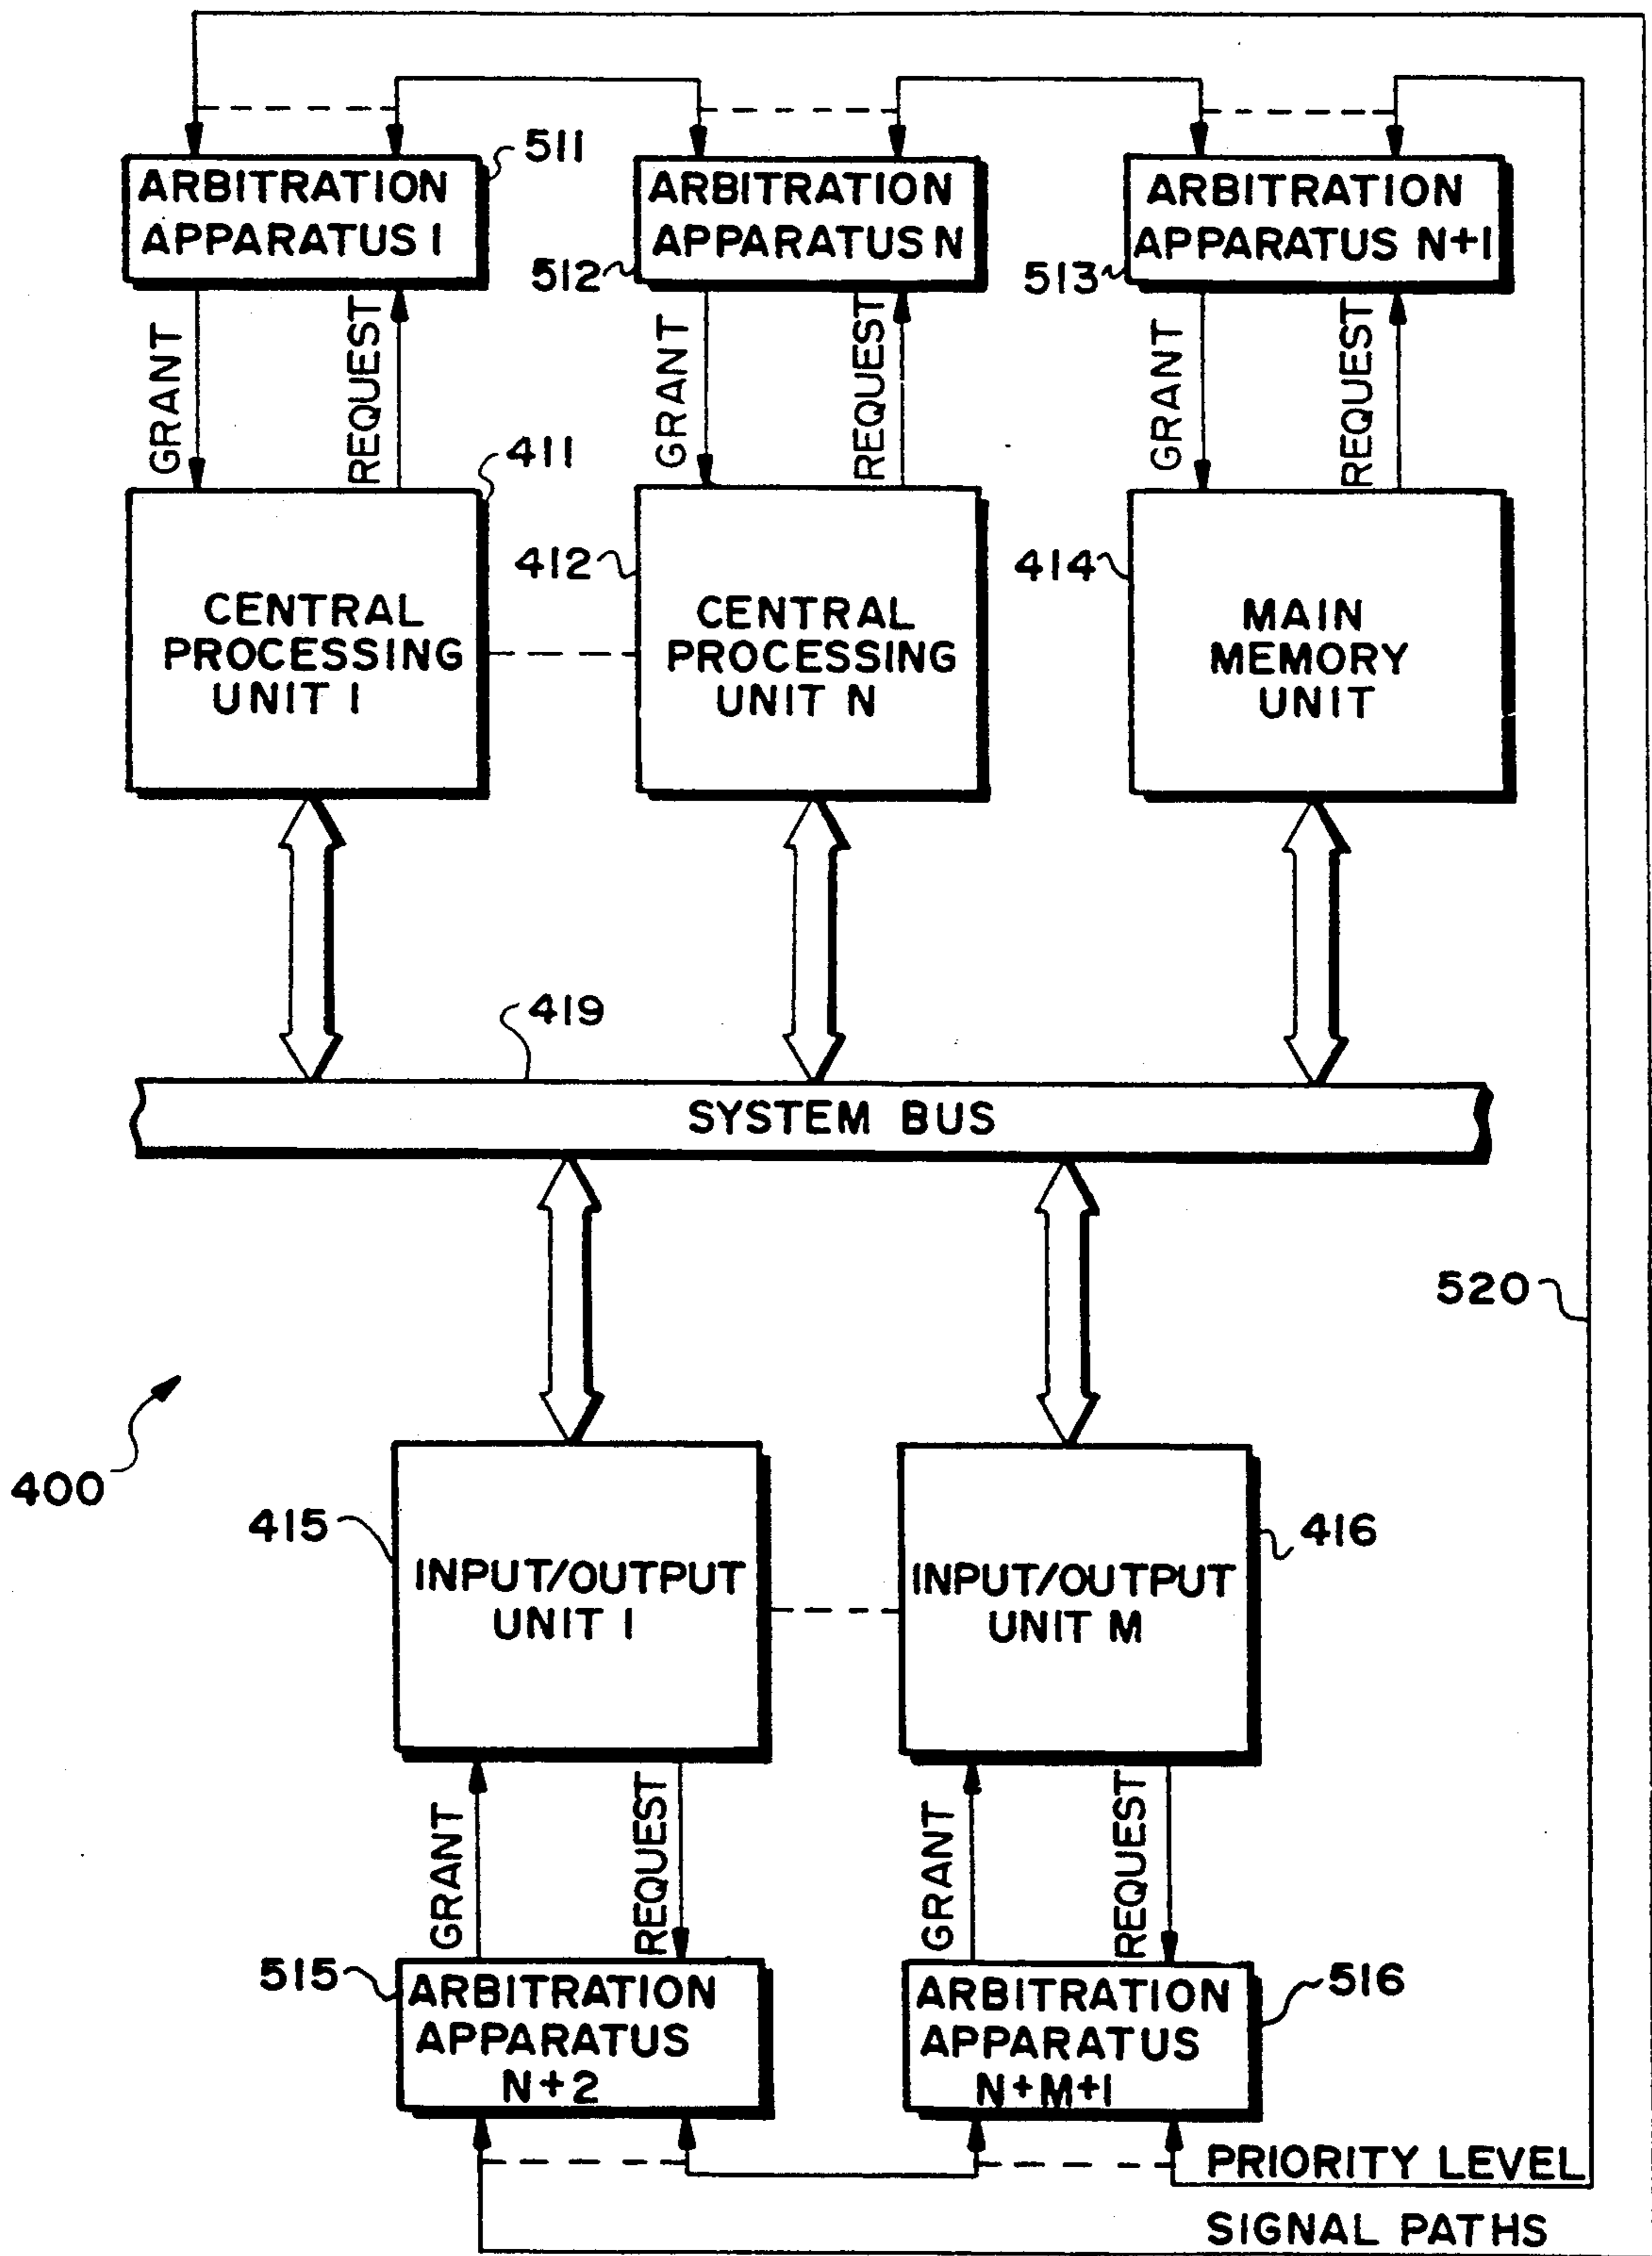 511
ARBITRATION
APPARATUS 1
ARBITRATION
APPARATUS N
512
ARBITRATION
APPARATUS N+1
513
GRANT
REQUEST
GRANT
REQUEST
GRANT
REQUEST
411
CENTRAL
PROCESSING
UNIT 1
412
CENTRAL
PROCESSING
UNIT N
414
MAIN
MEMORY
UNIT
419
SYSTEM BUS
520
400
415
INPUT/OUTPUT
UNIT 1
416
INPUT/OUTPUT
UNIT M
GRANT
REQUEST
GRANT
REQUEST
515
ARBITRATION
APPARATUS
N+2
516
ARBITRATION
APPARATUS
N+M+1
PRIORITY LEVEL
SIGNAL PATHS